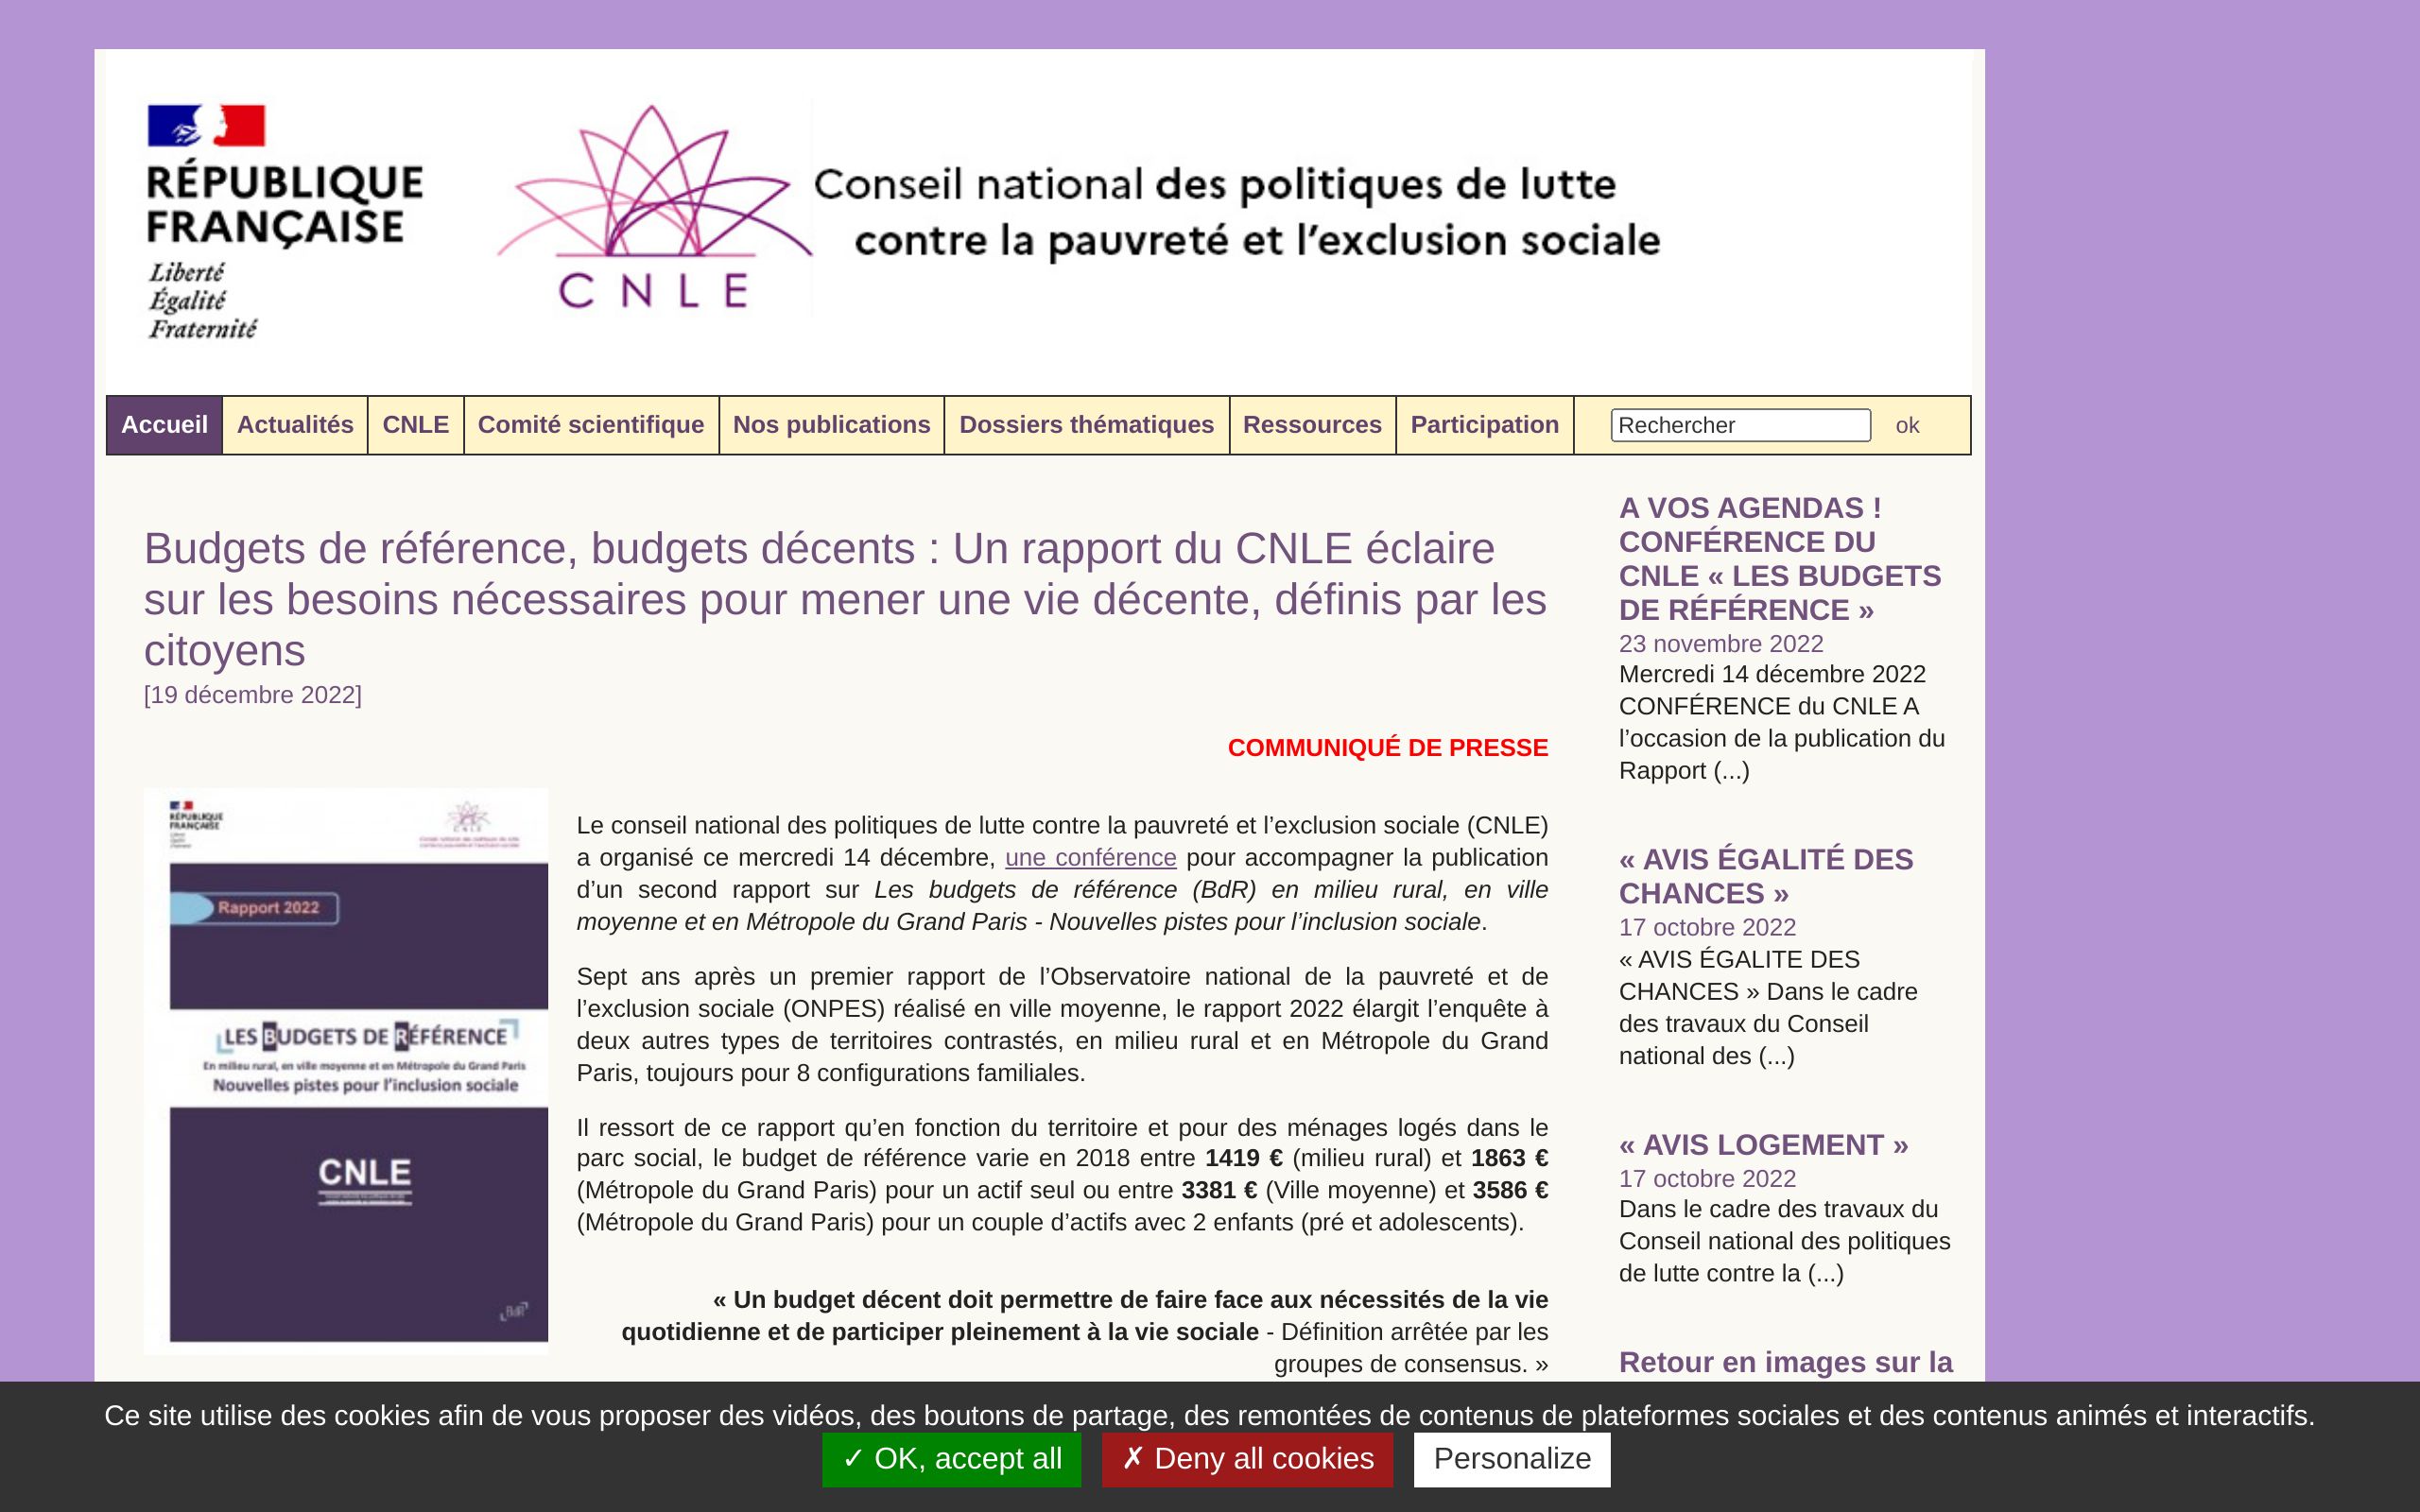 RÉPUBLIQUE
FRANÇAISE
Liberté
Égalité
Fraternité
CNLE
Conseil national des politiques de lutte
contre la pauvreté et l’exclusion sociale
Accueil Actualités CNLE Comité scientifique Nos publications Dossiers thématiques Ressources Participation Rechercher ok
Budgets de référence, budgets décents : Un rapport du CNLE éclaire
sur les besoins nécessaires pour mener une vie décente, définis par les
citoyens
[19 décembre 2022]
COMMUNIQUÉ DE PRESSE
RÉPUBLIQUE
FRANÇAISE
CNLE
Rapport 2022
LES BUDGETS DE RÉFÉRENCE
En milieu rural, en ville moyenne et en Métropole du Grand Paris
Nouvelles pistes pour l’inclusion sociale
CNLE
BdR
Le conseil national des politiques de lutte contre la pauvreté et l’exclusion sociale (CNLE)
a organisé ce mercredi 14 décembre, une conférence pour accompagner la publication
d’un second rapport sur Les budgets de référence (BdR) en milieu rural, en ville
moyenne et en Métropole du Grand Paris - Nouvelles pistes pour l’inclusion sociale.
Sept ans après un premier rapport de l’Observatoire national de la pauvreté et de
l’exclusion sociale (ONPES) réalisé en ville moyenne, le rapport 2022 élargit l’enquête à
deux autres types de territoires contrastés, en milieu rural et en Métropole du Grand
Paris, toujours pour 8 configurations familiales.
Il ressort de ce rapport qu’en fonction du territoire et pour des ménages logés dans le
parc social, le budget de référence varie en 2018 entre 1419 € (milieu rural) et 1863 €
(Métropole du Grand Paris) pour un actif seul ou entre 3381 € (Ville moyenne) et 3586 €
(Métropole du Grand Paris) pour un couple d’actifs avec 2 enfants (pré et adolescents).
« Un budget décent doit permettre de faire face aux nécessités de la vie
quotidienne et de participer pleinement à la vie sociale - Définition arrêtée par les
groupes de consensus. »
A VOS AGENDAS !
CONFÉRENCE DU
CNLE « LES BUDGETS
DE RÉFÉRENCE »
23 novembre 2022
Mercredi 14 décembre 2022
CONFÉRENCE du CNLE A
l’occasion de la publication du
Rapport (...)
« AVIS ÉGALITÉ DES
CHANCES »
17 octobre 2022
« AVIS ÉGALITE DES
CHANCES » Dans le cadre
des travaux du Conseil
national des (...)
« AVIS LOGEMENT »
17 octobre 2022
Dans le cadre des travaux du
Conseil national des politiques
de lutte contre la (...)
Retour en images sur la
Ce site utilise des cookies afin de vous proposer des vidéos, des boutons de partage, des remontées de contenus de plateformes sociales et des contenus animés et interactifs.
✓ OK, accept all ✗ Deny all cookies Personalize